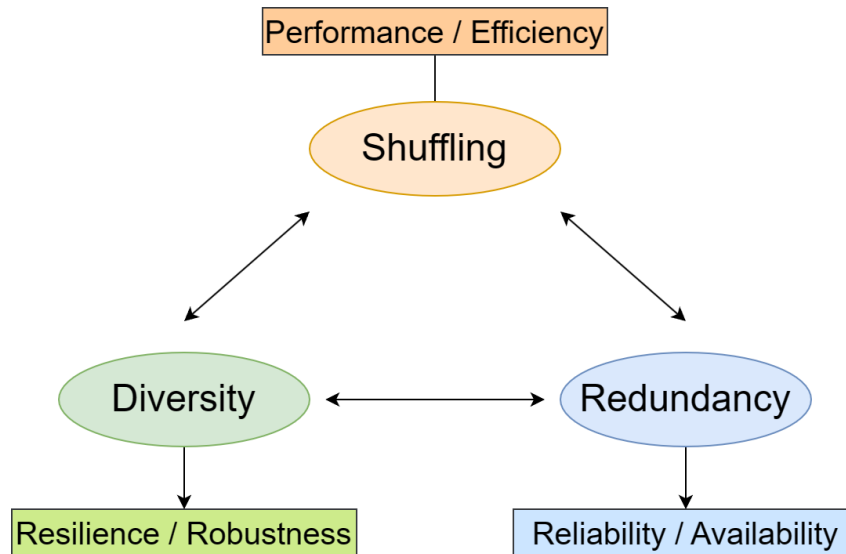 Performance / Efficiency
Shuffling
Diversity
Redundancy
Resilience / Robustness
Reliability / Availability